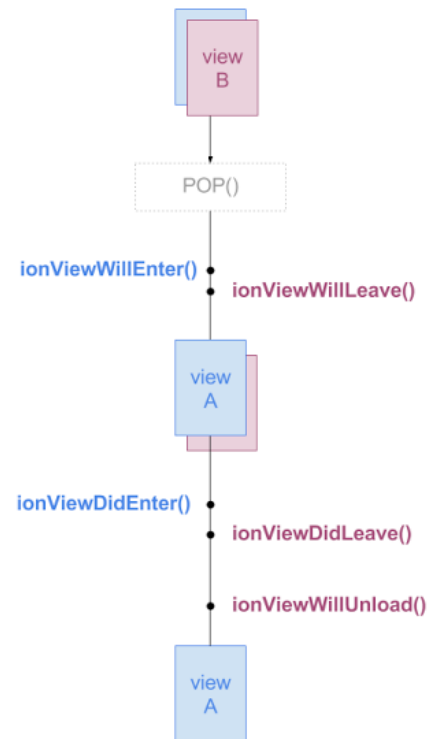 view
B
POP()
ionViewWillEnter()
ionViewWillLeave()
view
A
ionViewDidEnter()
ionViewDidLeave()
ionViewWillUnload()
view
A